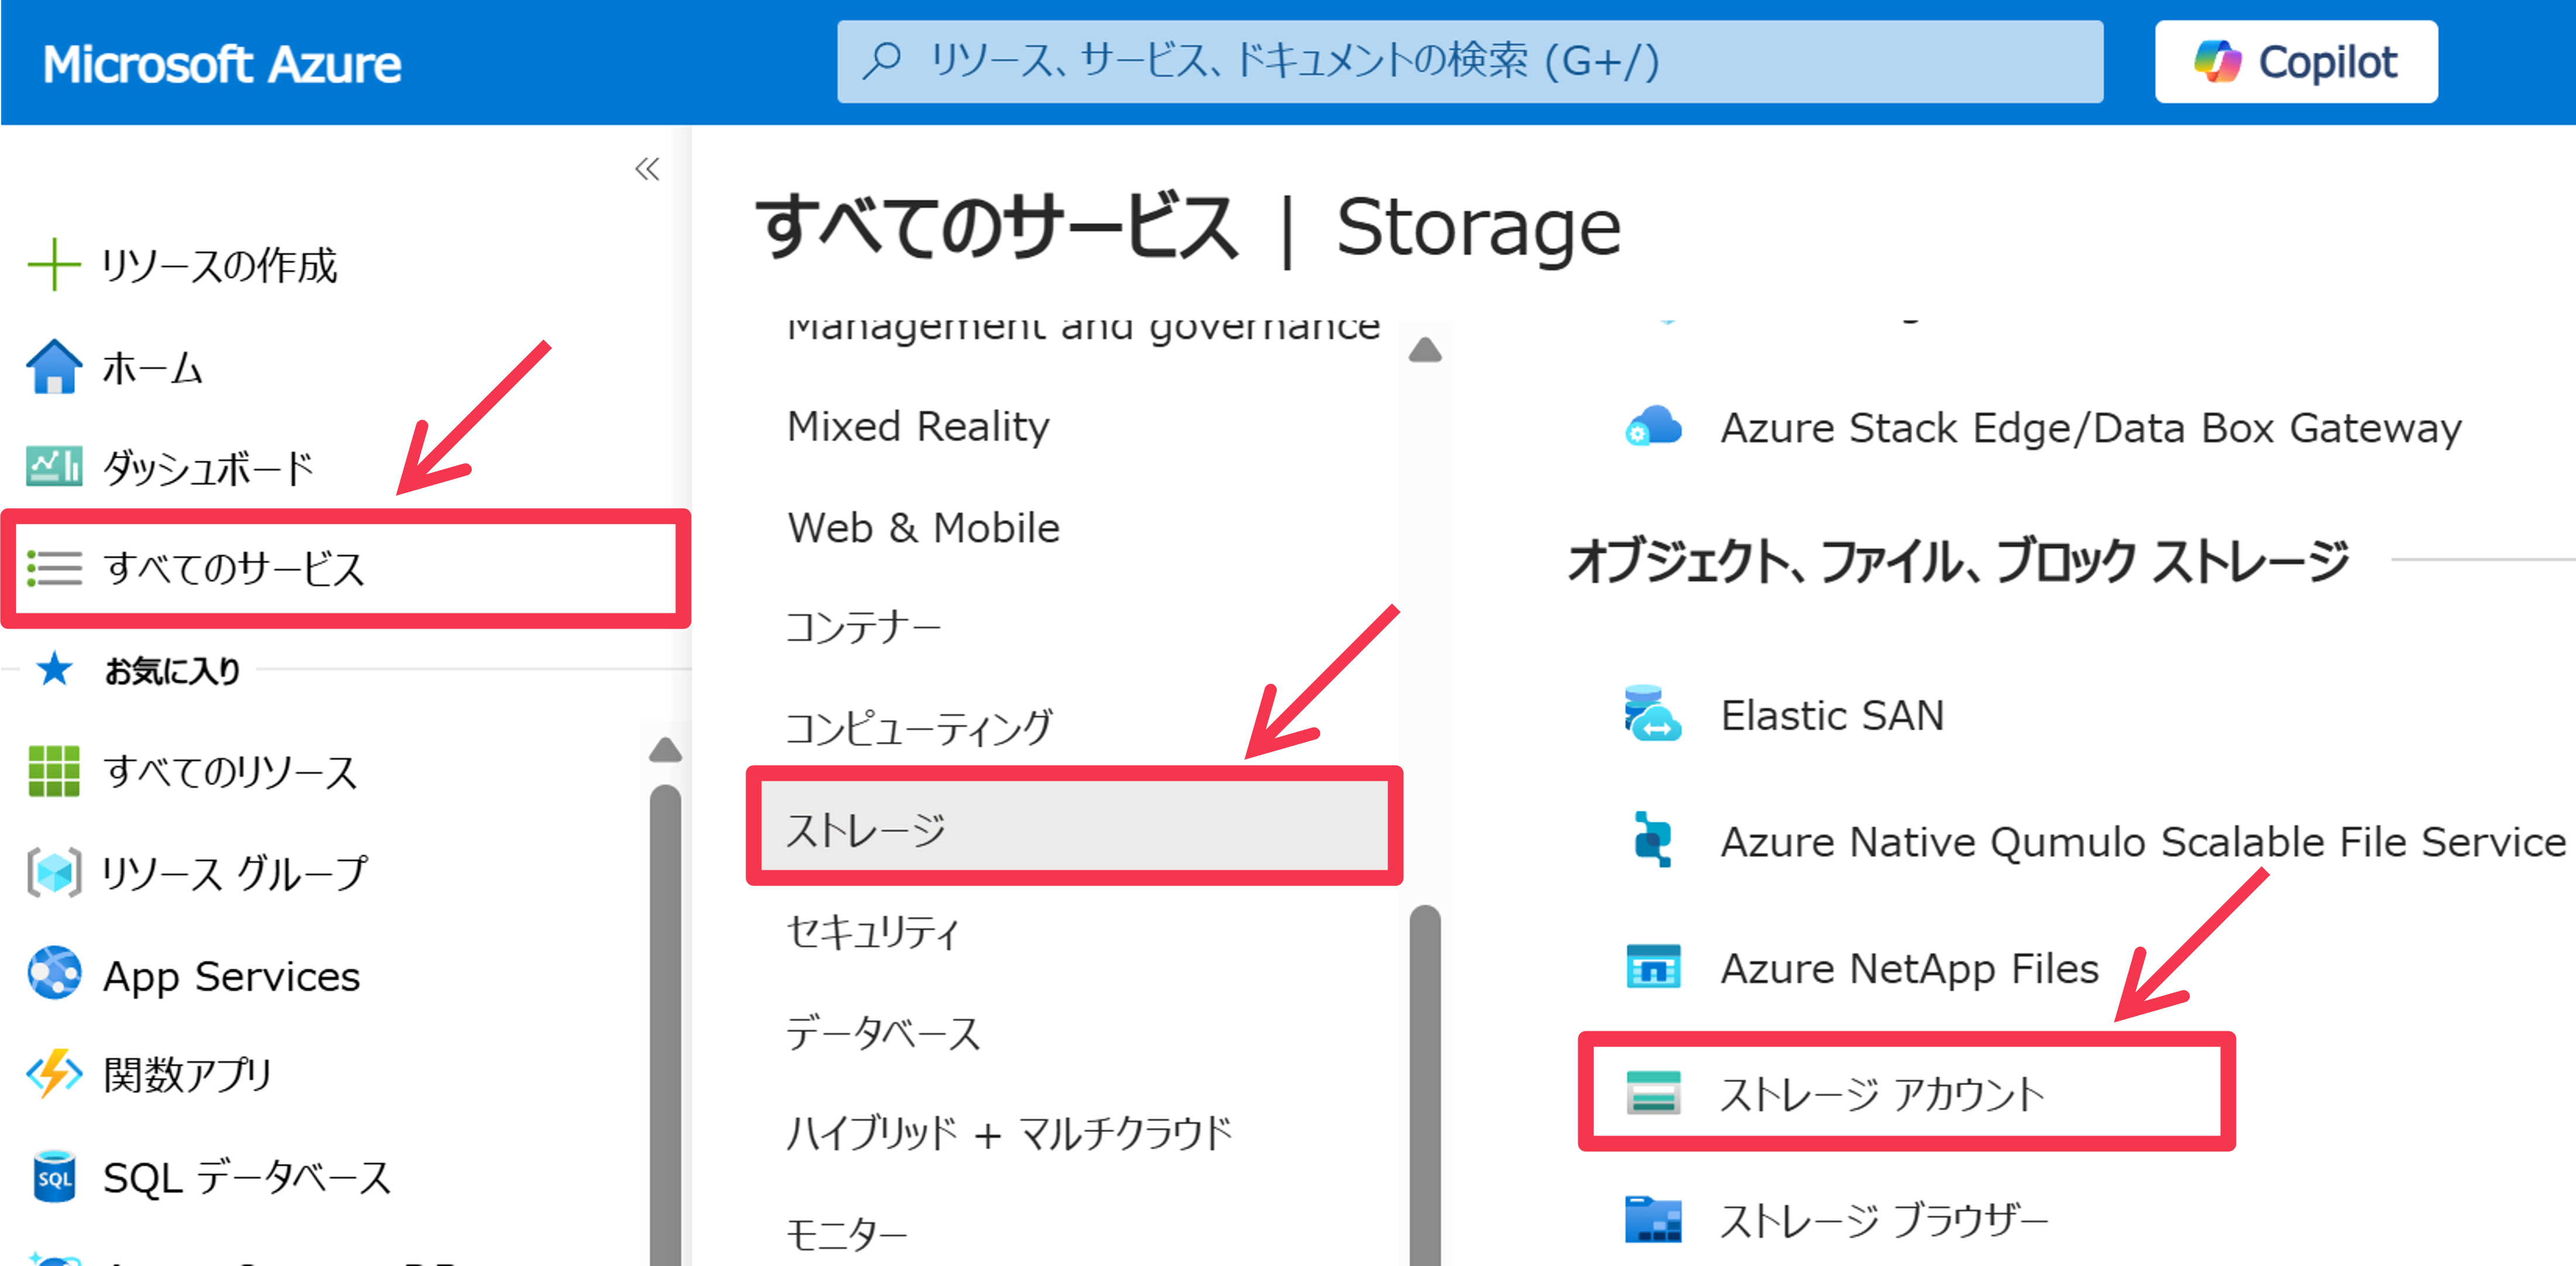 Microsoft Azure
リソース、サービス、ドキュメントの検索 (G+/)
Copilot
リソースの作成
ホーム
ダッシュボード
すべてのサービス
お気に入り
すべてのリソース
リソース グループ
App Services
関数アプリ
SQL データベース
すべてのサービス | Storage
Management and governance
Mixed Reality
Web & Mobile
コンテナー
コンピューティング
ストレージ
セキュリティ
データベース
ハイブリッド + マルチクラウド
モニター
Azure Stack Edge/Data Box Gateway
オブジェクト、ファイル、ブロック ストレージ
Elastic SAN
Azure Native Qumulo Scalable File Service
Azure NetApp Files
ストレージ アカウント
ストレージ ブラウザー